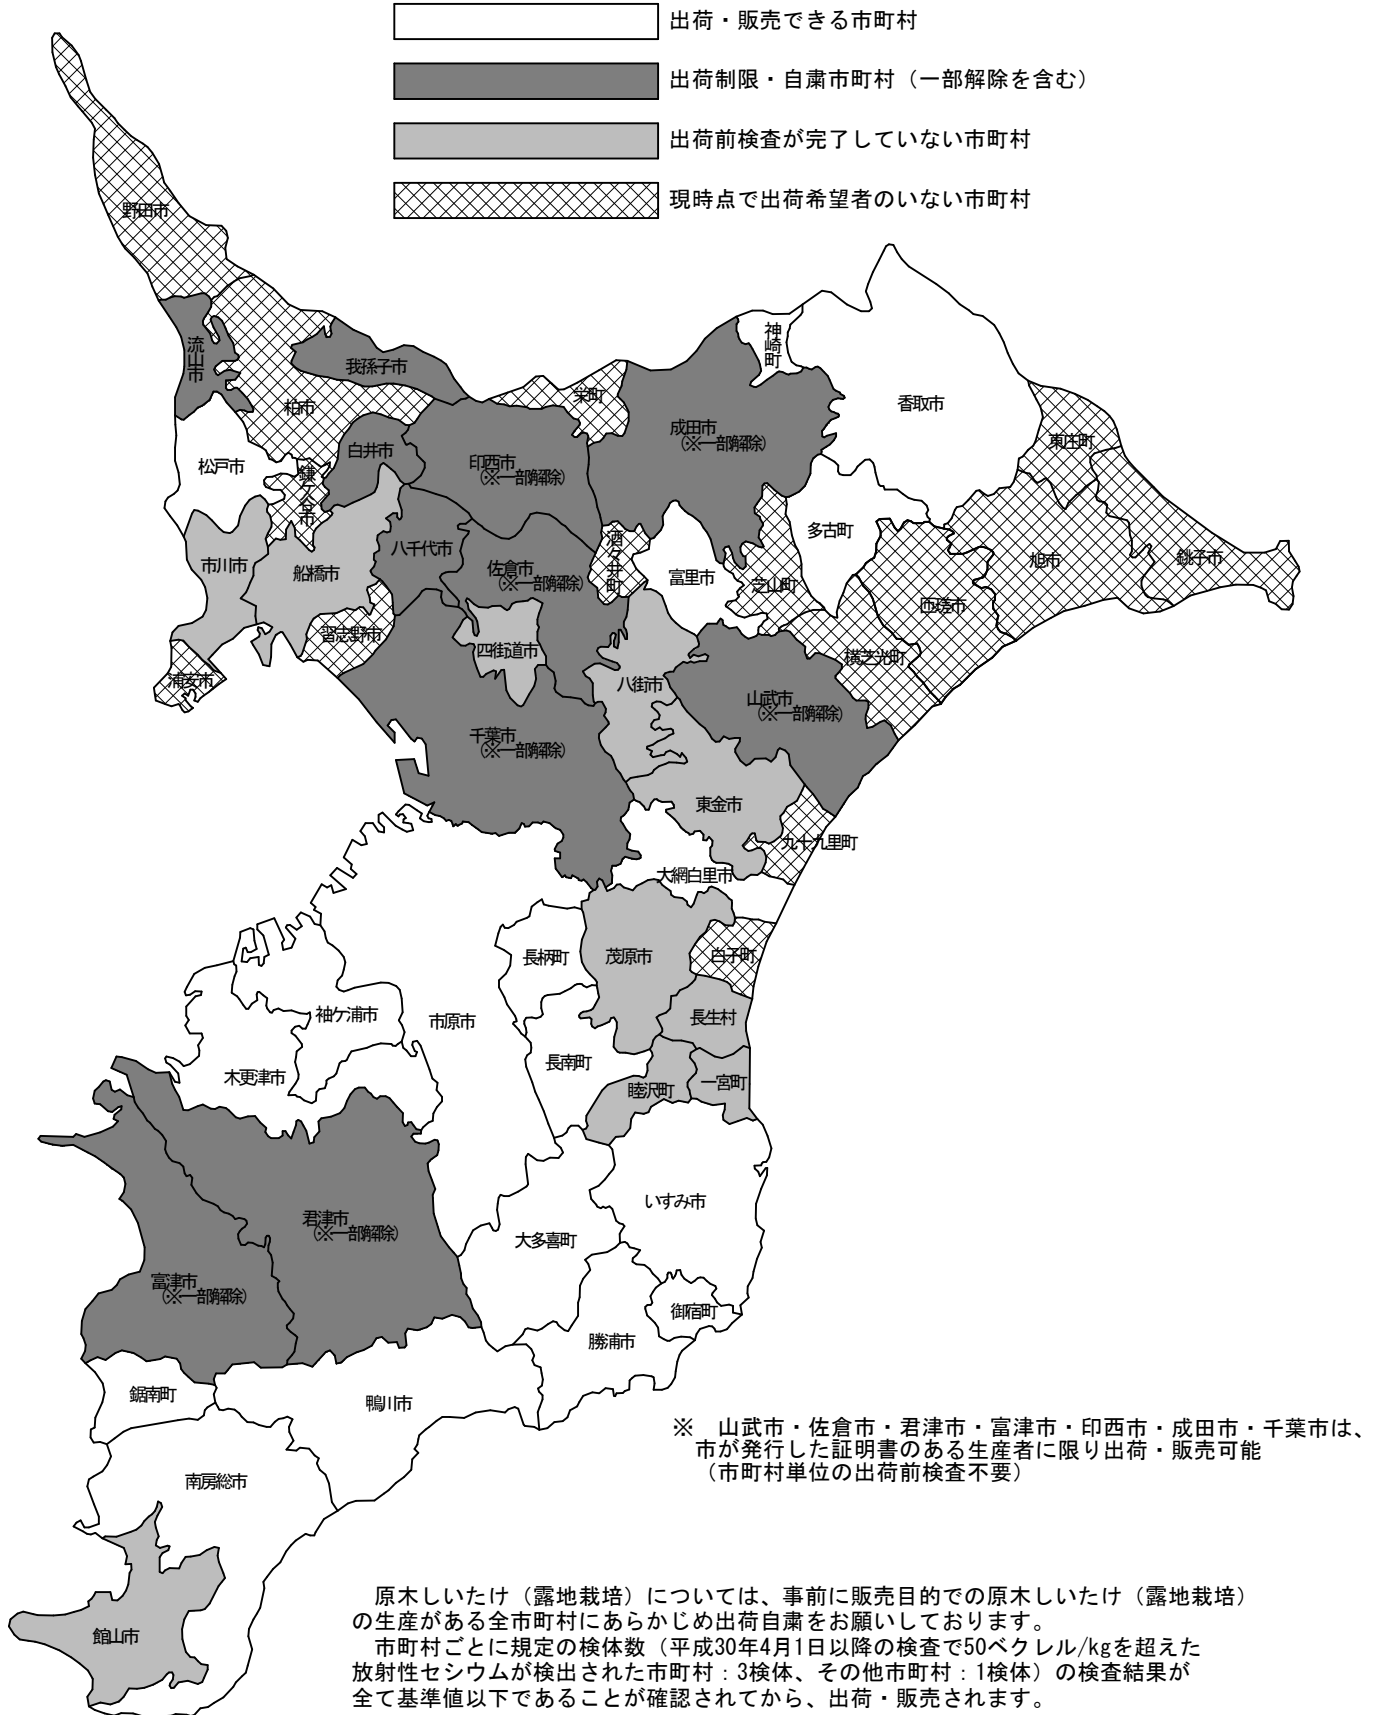 出荷・販売できる市町村
出荷制限・自粛市町村（一部解除を含む）
出荷前検査が完了していない市町村
現時点で出荷希望者のいない市町村
野田市
流山市
我孫子市
柏市
神崎町
栄町
成田市
（※一部解除）
香取市
東庄町
松戸市
鎌ケ谷市
白井市
印西市
（※一部解除）
多古町
市川市
船橋市
八千代市
佐倉市
（※一部解除）
酒々井町
富里市
芝山町
匝瑳市
旭市
銚子市
浦安市
習志野市
四街道市
八街市
横芝光町
山武市
（※一部解除）
千葉市
（※一部解除）
東金市
九十九里町
大網白里市
長柄町
茂原市
白子町
袖ケ浦市
市原市
長生村
木更津市
長南町
睦沢町
一宮町
いすみ市
君津市
（※一部解除）
大多喜町
富津市
（※一部解除）
御宿町
勝浦市
鋸南町
鴨川市
※　山武市・佐倉市・君津市・富津市・印西市・成田市・千葉市は、
市が発行した証明書のある生産者に限り出荷・販売可能
（市町村単位の出荷前検査不要）
南房総市
館山市
原木しいたけ（露地栽培）については、事前に販売目的での原木しいたけ（露地栽培）
の生産がある全市町村にあらかじめ出荷自粛をお願いしております。
市町村ごとに規定の検体数（平成30年4月1日以降の検査で50ベクレル/kgを超えた
放射性セシウムが検出された市町村：3検体、その他市町村：1検体）の検査結果が
全て基準値以下であることが確認されてから、出荷・販売されます。